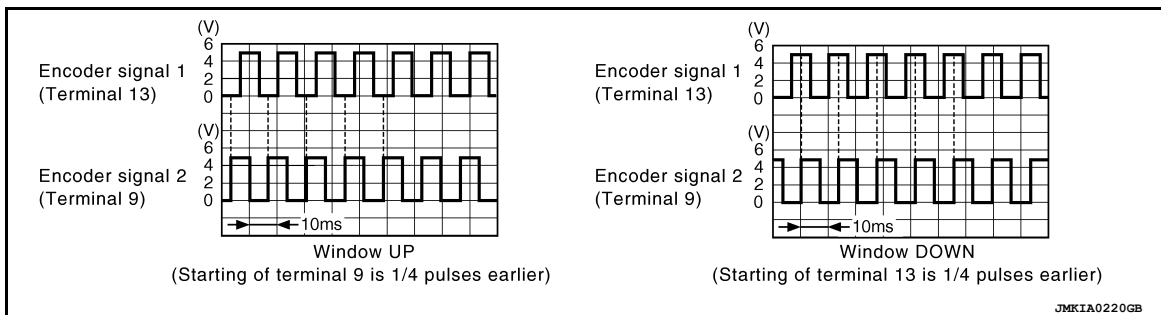 (V)
6
4
2
0
Encoder signal 1
(Terminal 13)
(V)
6
4
2
0
Encoder signal 2
(Terminal 9)
10ms
Window UP
(Starting of terminal 9 is 1/4 pulses earlier)
(V)
6
4
2
0
Encoder signal 1
(Terminal 13)
(V)
6
4
2
0
Encoder signal 2
(Terminal 9)
10ms
Window DOWN
(Starting of terminal 13 is 1/4 pulses earlier)
JMKIA0220GB